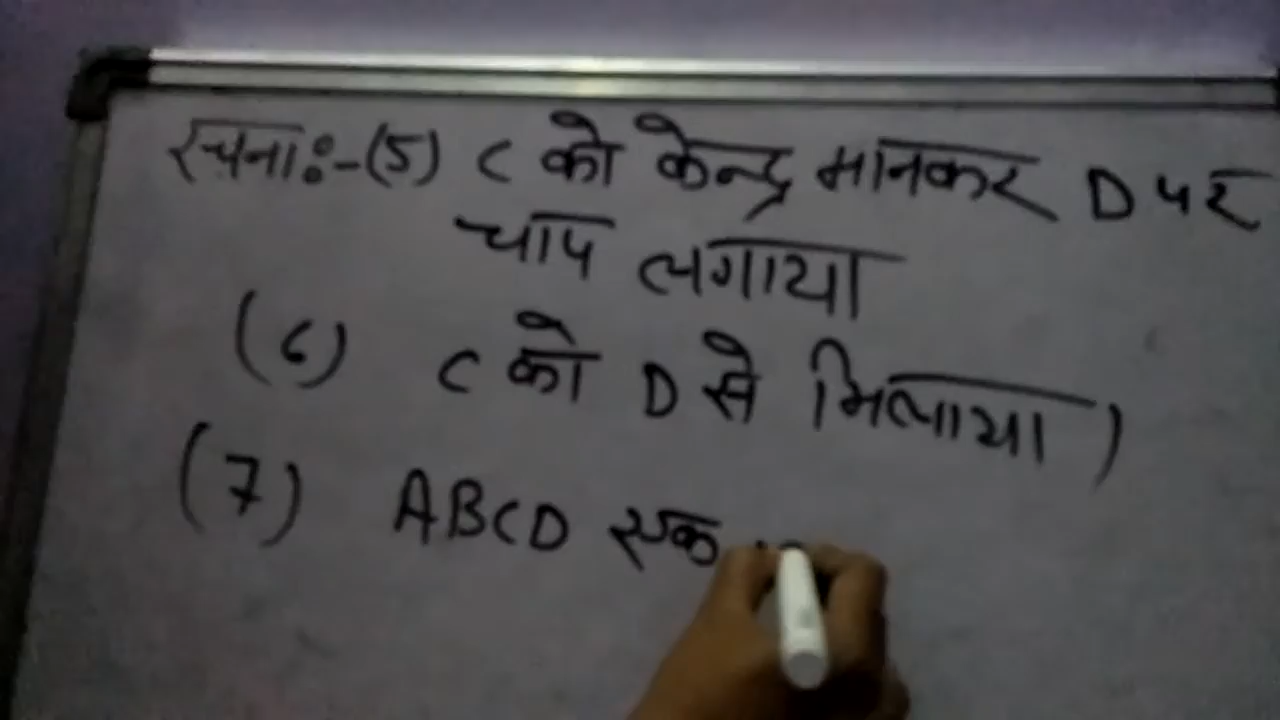 रचना:-(5) C को केन्द्र मानकर D पर
चाप लगाया
(6) C को D से मिलाया)
(7) ABCD एक